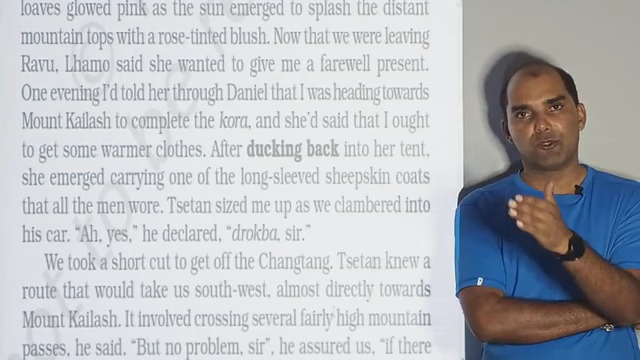 loaves glowed pink as the sun emerged to splash the distant
mountain tops with a rose-tinted blush. Now that we were leaving
Ravu, Lhamo said she wanted to give me a farewell present.
One evening I'd told her through Daniel that I was heading towards
Mount Kailash to complete the kora, and she'd said that I ought
to get some warmer clothes. After ducking back into her tent,
she emerged carrying one of the long-sleeved sheepskin coats
that all the men wore. Tsetan sized me up as we clambered into
his car. “Ah, yes,” he declared, “drokba, sir.”
We took a short cut to get off the Changtang. Tsetan knew a
route that would take us south-west, almost directly towards
Mount Kailash. It involved crossing several fairly high mountain
passes, he said. “But no problem, sir”, he assured us, “if there